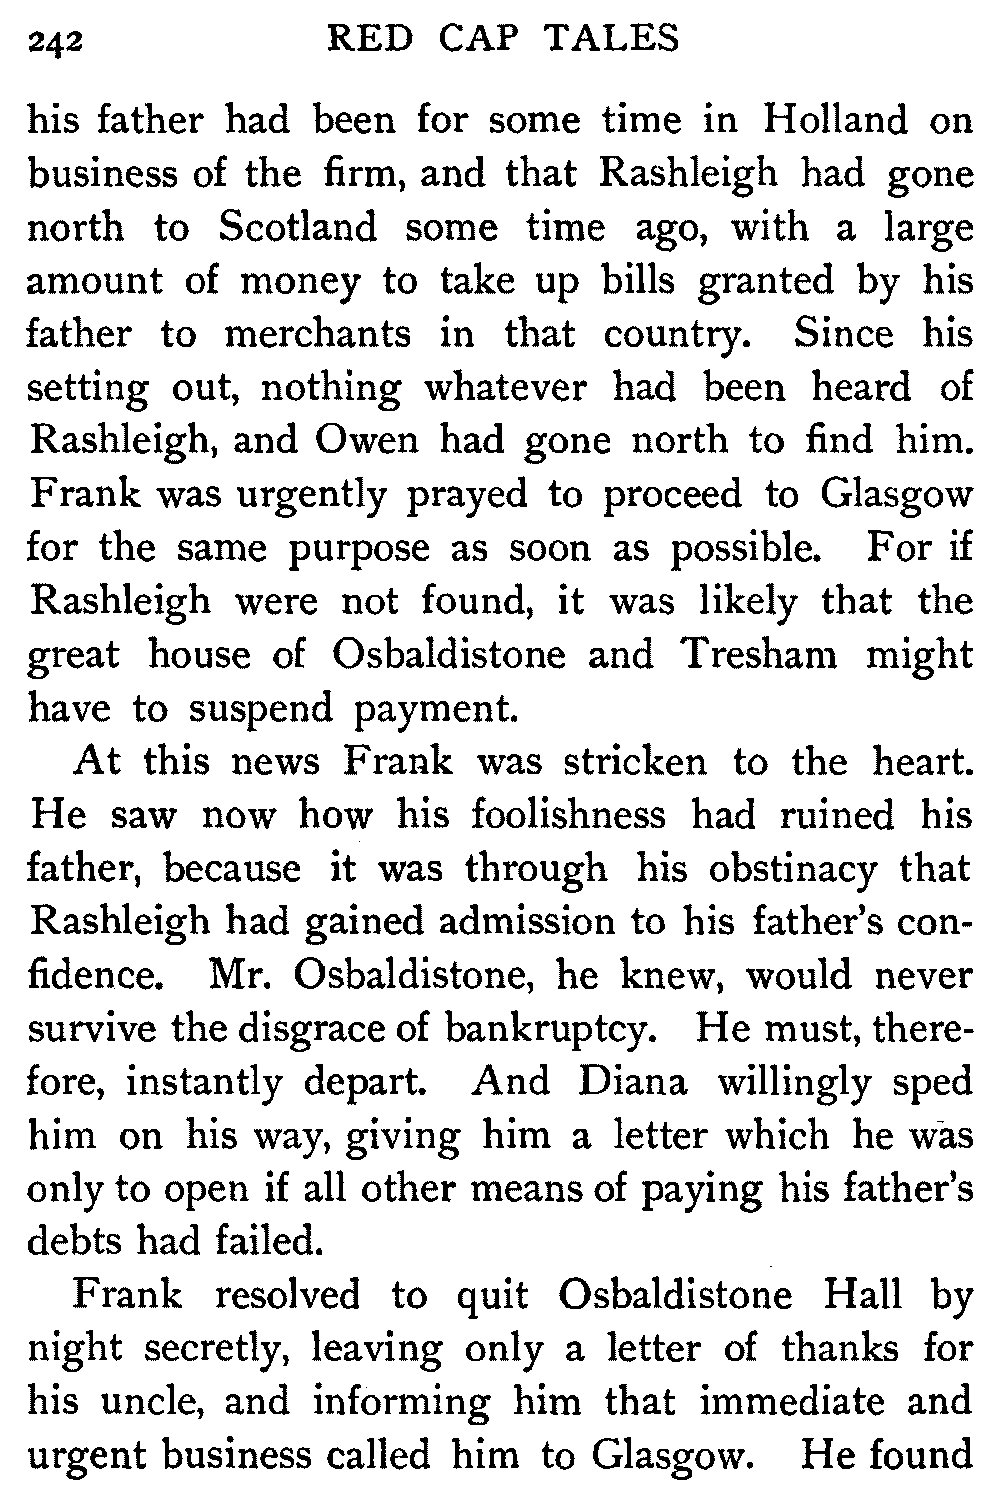 242 RED CAP TALES
his father had been for some time in Holland on
business of the firm, and that Rashleigh had gone
north to Scotland some time ago, with a large
amount of money to take up bills granted by his
father to merchants in that country. Since his
setting out, nothing whatever had been heard of
Rashleigh, and Owen had gone north to find him.
Frank was urgently prayed to proceed to Glasgow
for the same purpose as soon as possible. For if
Rashleigh were not found, it was likely that the
great house of Osbaldistone and Tresham might
have to suspend payment.
At this news Frank was stricken to the heart.
He saw now how his foolishness had ruined his
father, because it was through his obstinacy that
Rashleigh had gained admission to his father's con-
fidence. Mr. Osbaldistone, he knew, would never
survive the disgrace of bankruptcy. He must, there-
fore, instantly depart. And Diana willingly sped
him on his way, giving him a letter which he was
only to open if all other means of paying his father's
debts had failed.
Frank resolved to quit Osbaldistone Hall by
night secretly, leaving only a letter of thanks for
his uncle, and informing him that immediate and
urgent business called him to Glasgow. He found